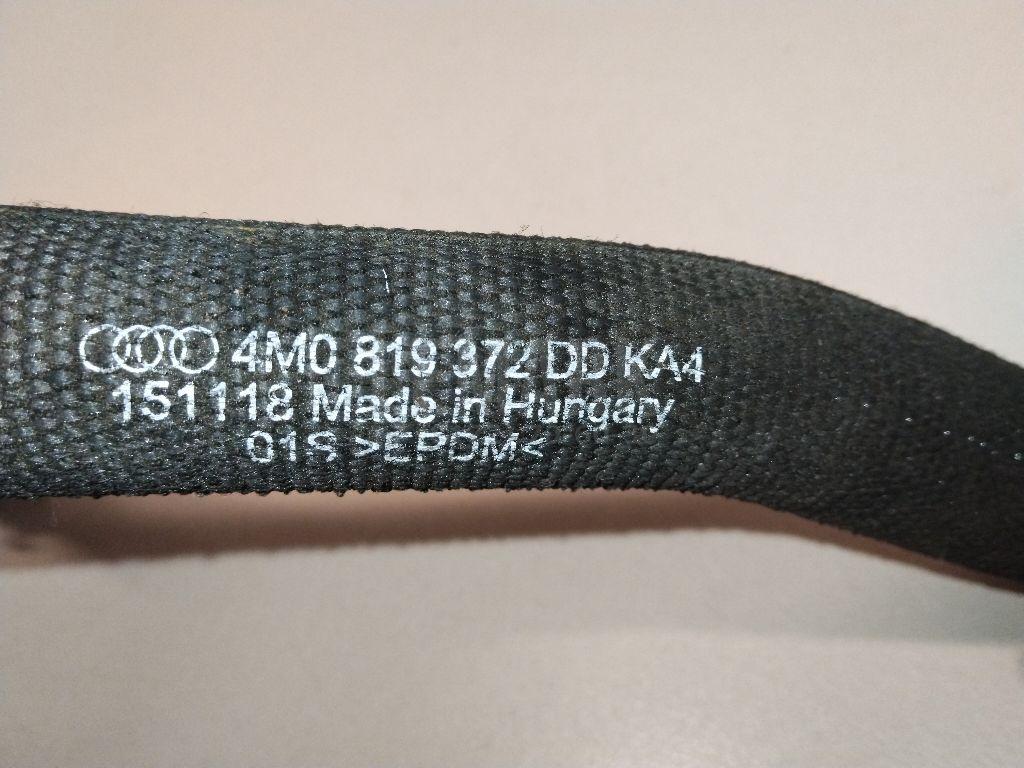 4M0 819 372 DD KA4
151118 Made in Hungary
01S >EPDM<